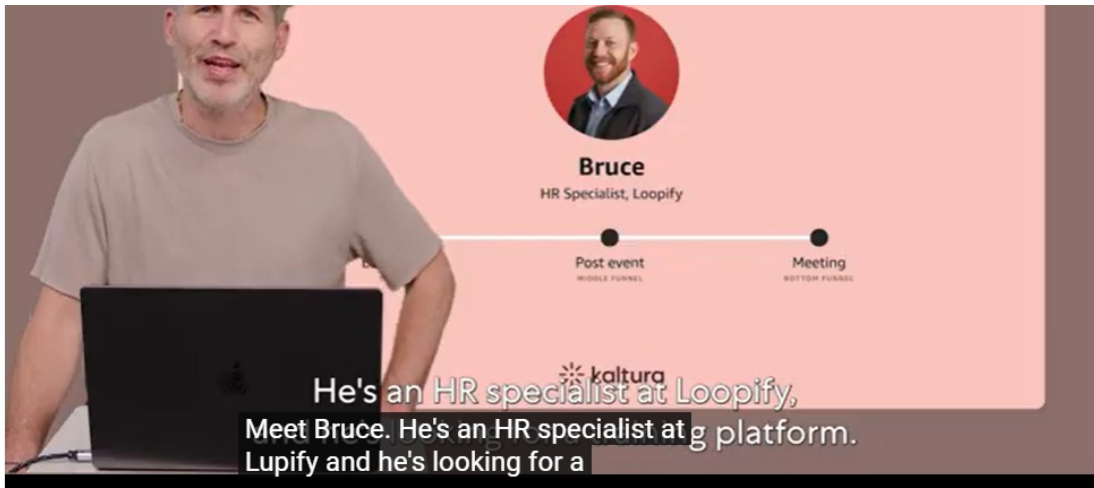 Bruce
HR Specialist, Loopify
Post event
Meeting
MIDDLE FUNNEL
BOTTOM FUNNEL
kaltura
He's an HR specialist at Loopify,
platform.
Meet Bruce. He's an HR specialist at
Lupify and he's looking for a